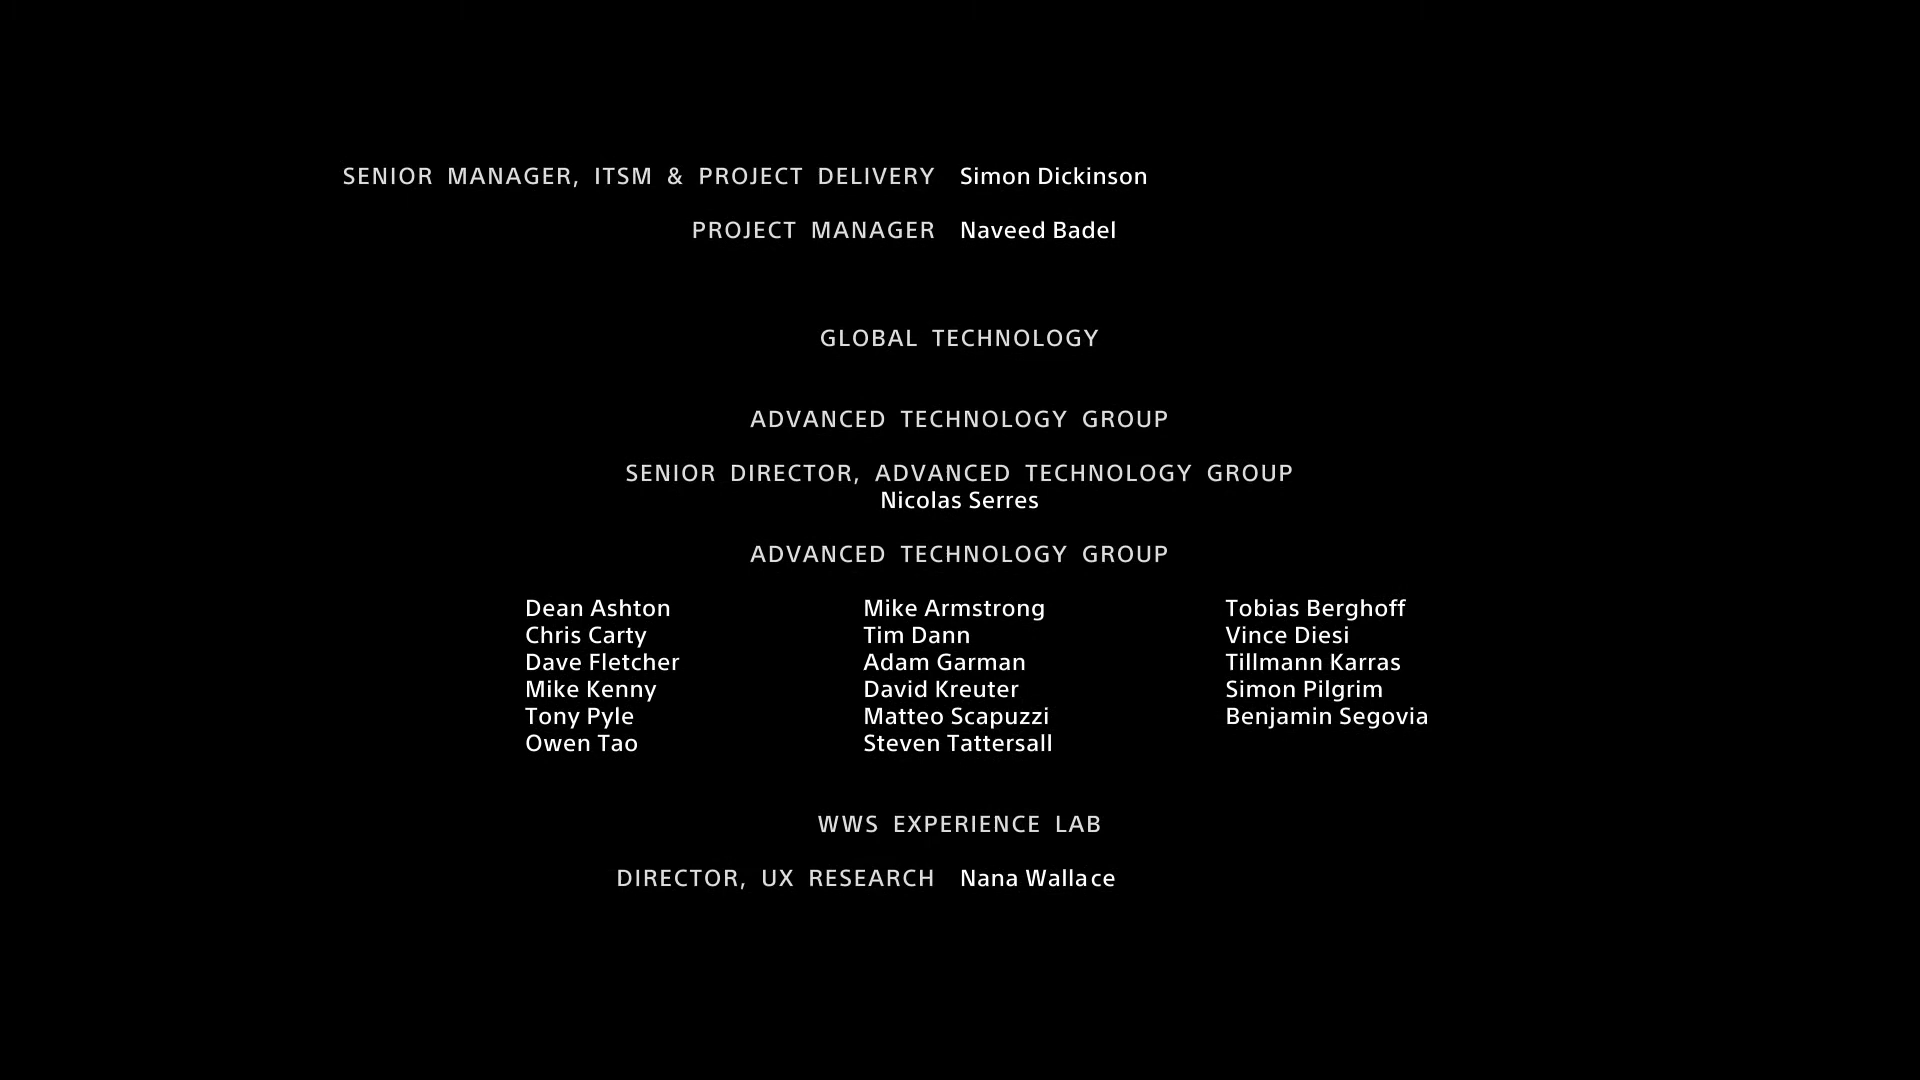 SENIOR MANAGER, ITSM & PROJECT DELIVERY Simon Dickinson
PROJECT MANAGER Naveed Badel
GLOBAL TECHNOLOGY
ADVANCED TECHNOLOGY GROUP
SENIOR DIRECTOR, ADVANCED TECHNOLOGY GROUP
Nicolas Serres
ADVANCED TECHNOLOGY GROUP
Dean Ashton Mike Armstrong Tobias Berghoff
Chris Carty Tim Dann Vince Diesi
Dave Fletcher Adam Garman Tillmann Karras
Mike Kenny David Kreuter Simon Pilgrim
Tony Pyle Matteo Scapuzzi Benjamin Segovia
Owen Tao Steven Tattersall
WWS EXPERIENCE LAB
DIRECTOR, UX RESEARCH Nana Wallace